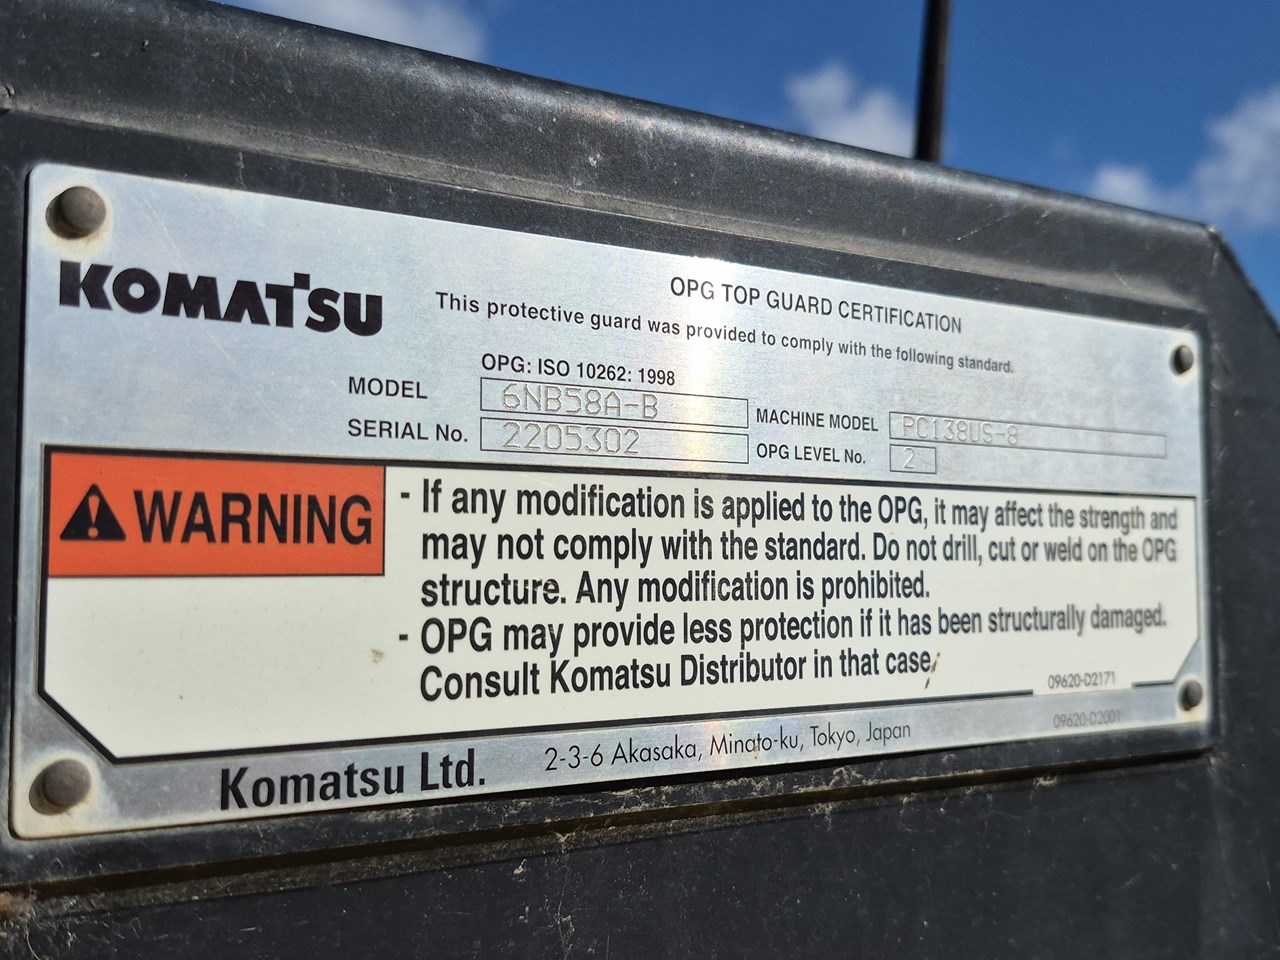 KOMATSU
OPG TOP GUARD CERTIFICATION
This protective guard was provided to comply with the following standard.
OPG: ISO 10262: 1998
MODEL 6NB58A-B MACHINE MODEL PC138US-8
SERIAL No. 2205302 OPG LEVEL No. 2
WARNING
- If any modification is applied to the OPG, it may affect the strength and
may not comply with the standard. Do not drill, cut or weld on the OPG
structure. Any modification is prohibited.
- OPG may provide less protection if it has been structurally damaged.
Consult Komatsu Distributor in that case.
09620-D2171
09620-D2001
Komatsu Ltd. 2-3-6 Akasaka, Minato-ku, Tokyo, Japan